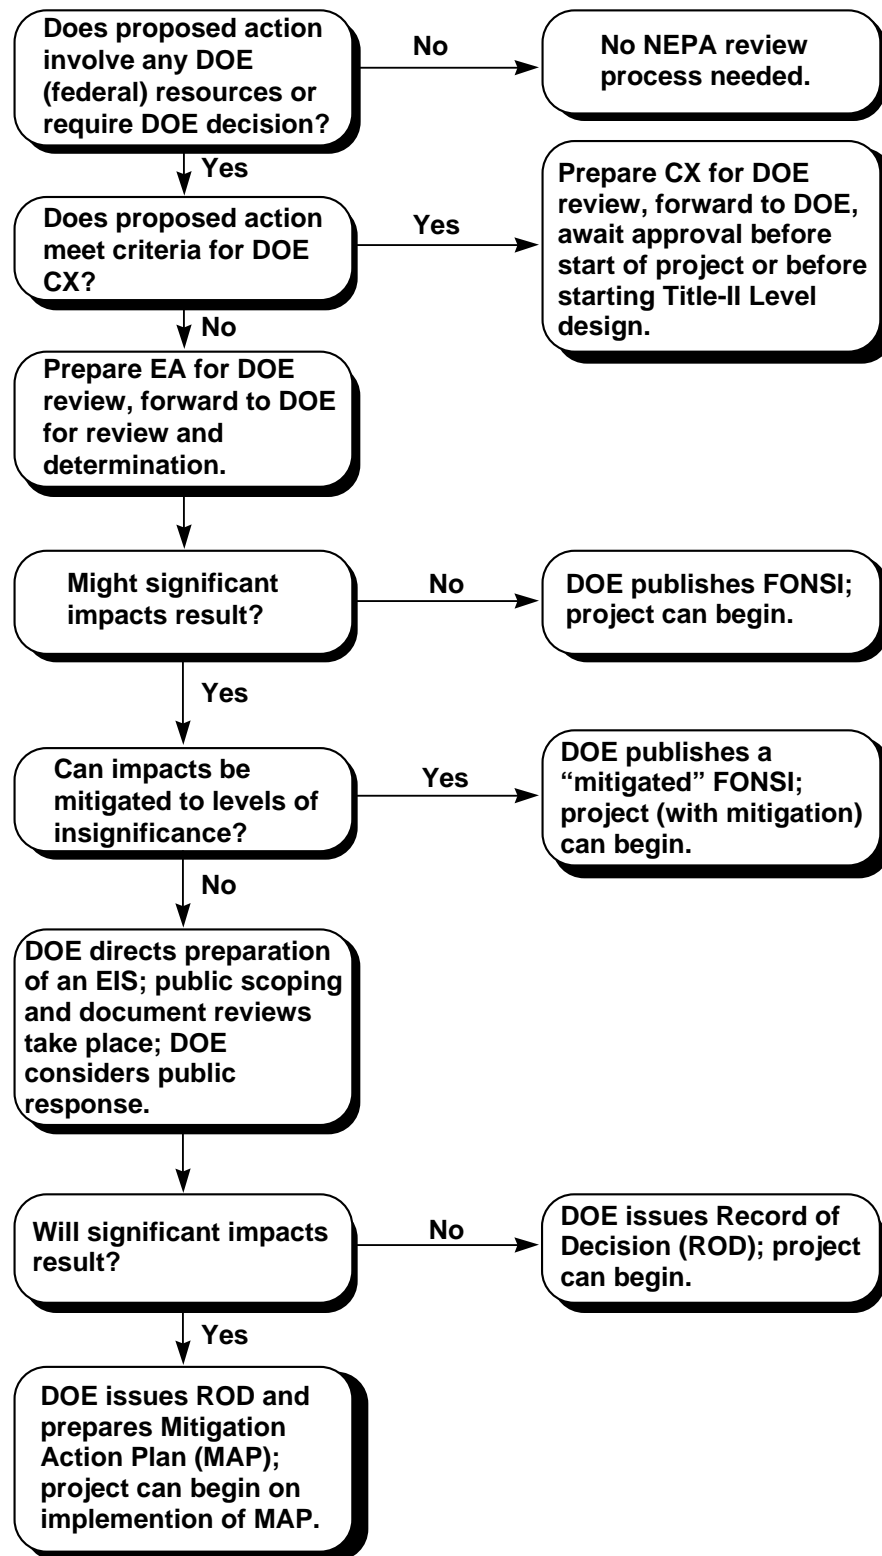 Does proposed action
involve any DOE
(federal) resources or
require DOE decision?
No
No NEPA review
process needed.
Yes
Does proposed action
meet criteria for DOE
CX?
Yes
Prepare CX for DOE
review, forward to DOE,
await approval before
start of project or before
starting Title-II Level
design.
No
Prepare EA for DOE
review, forward to DOE
for review and
determination.
Might significant
impacts result?
No
DOE publishes FONSI;
project can begin.
Yes
Can impacts be
mitigated to levels of
insignificance?
Yes
DOE publishes a
“mitigated” FONSI;
project (with mitigation)
can begin.
No
DOE directs preparation
of an EIS; public scoping
and document reviews
take place; DOE
considers public
response.
Will significant impacts
result?
No
DOE issues Record of
Decision (ROD); project
can begin.
Yes
DOE issues ROD and
prepares Mitigation
Action Plan (MAP);
project can begin on
implemention of MAP.